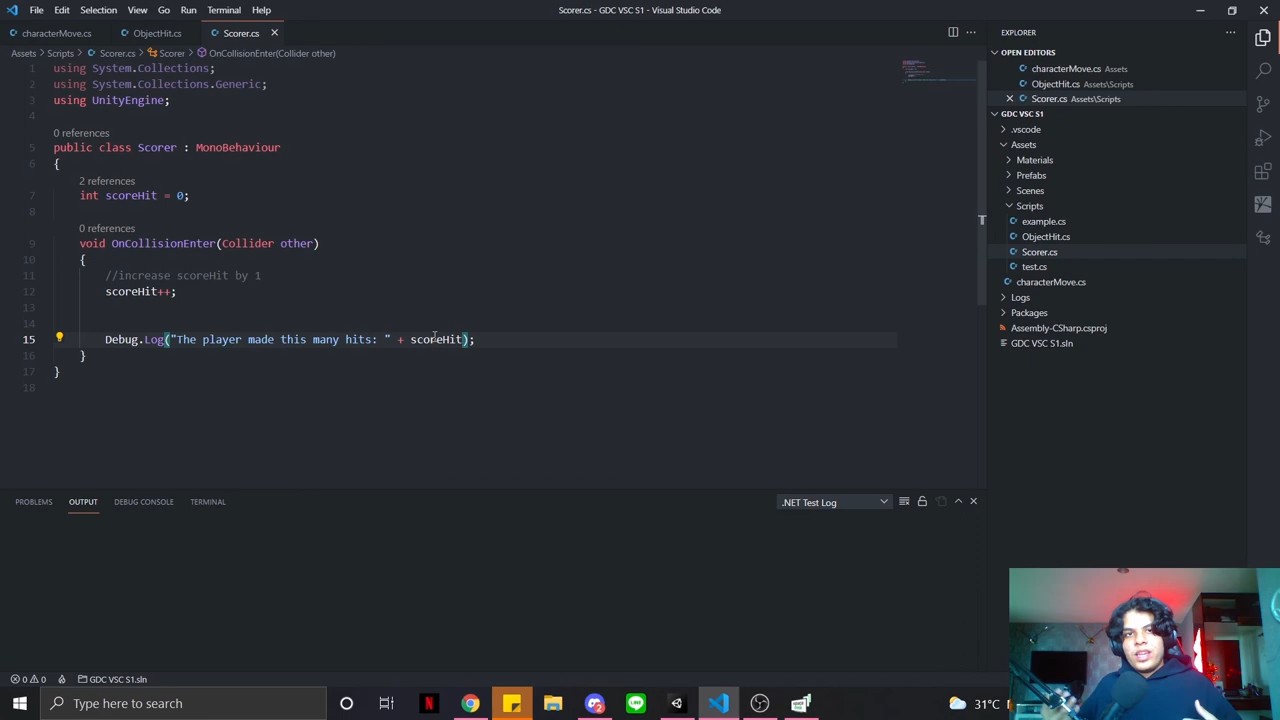 File Edit Selection View Go Run Terminal Help
Scorer.cs - GDC VSC S1 - Visual Studio Code
characterMove.cs ObjectHit.cs Scorer.cs
Assets > Scripts > Scorer.cs > Scorer > OnCollisionEnter(Collider other)
1 using System.Collections;
2 using System.Collections.Generic;
3 using UnityEngine;
4
0 references
5 public class Scorer : MonoBehaviour
6 {
2 references
7 int scoreHit = 0;
8
0 references
9 void OnCollisionEnter(Collider other)
10 {
11 //increase scoreHit by 1
12 scoreHit++;
13
14
15 Debug.Log("The player made this many hits: " + scoreHit);
16 }
17 }
18
EXPLORER
OPEN EDITORS
characterMove.cs Assets
ObjectHit.cs Assets\Scripts
Scorer.cs Assets\Scripts
GDC VSC S1
.vscode
Assets
Materials
Prefabs
Scenes
Scripts
example.cs
ObjectHit.cs
Scorer.cs
test.cs
characterMove.cs
Logs
Packages
Assembly-CSharp.csproj
GDC VSC S1.sln
PROBLEMS OUTPUT DEBUG CONSOLE TERMINAL
.NET Test Log
0 0 GDC VSC S1.sln
Type here to search
N
LINE
31°C